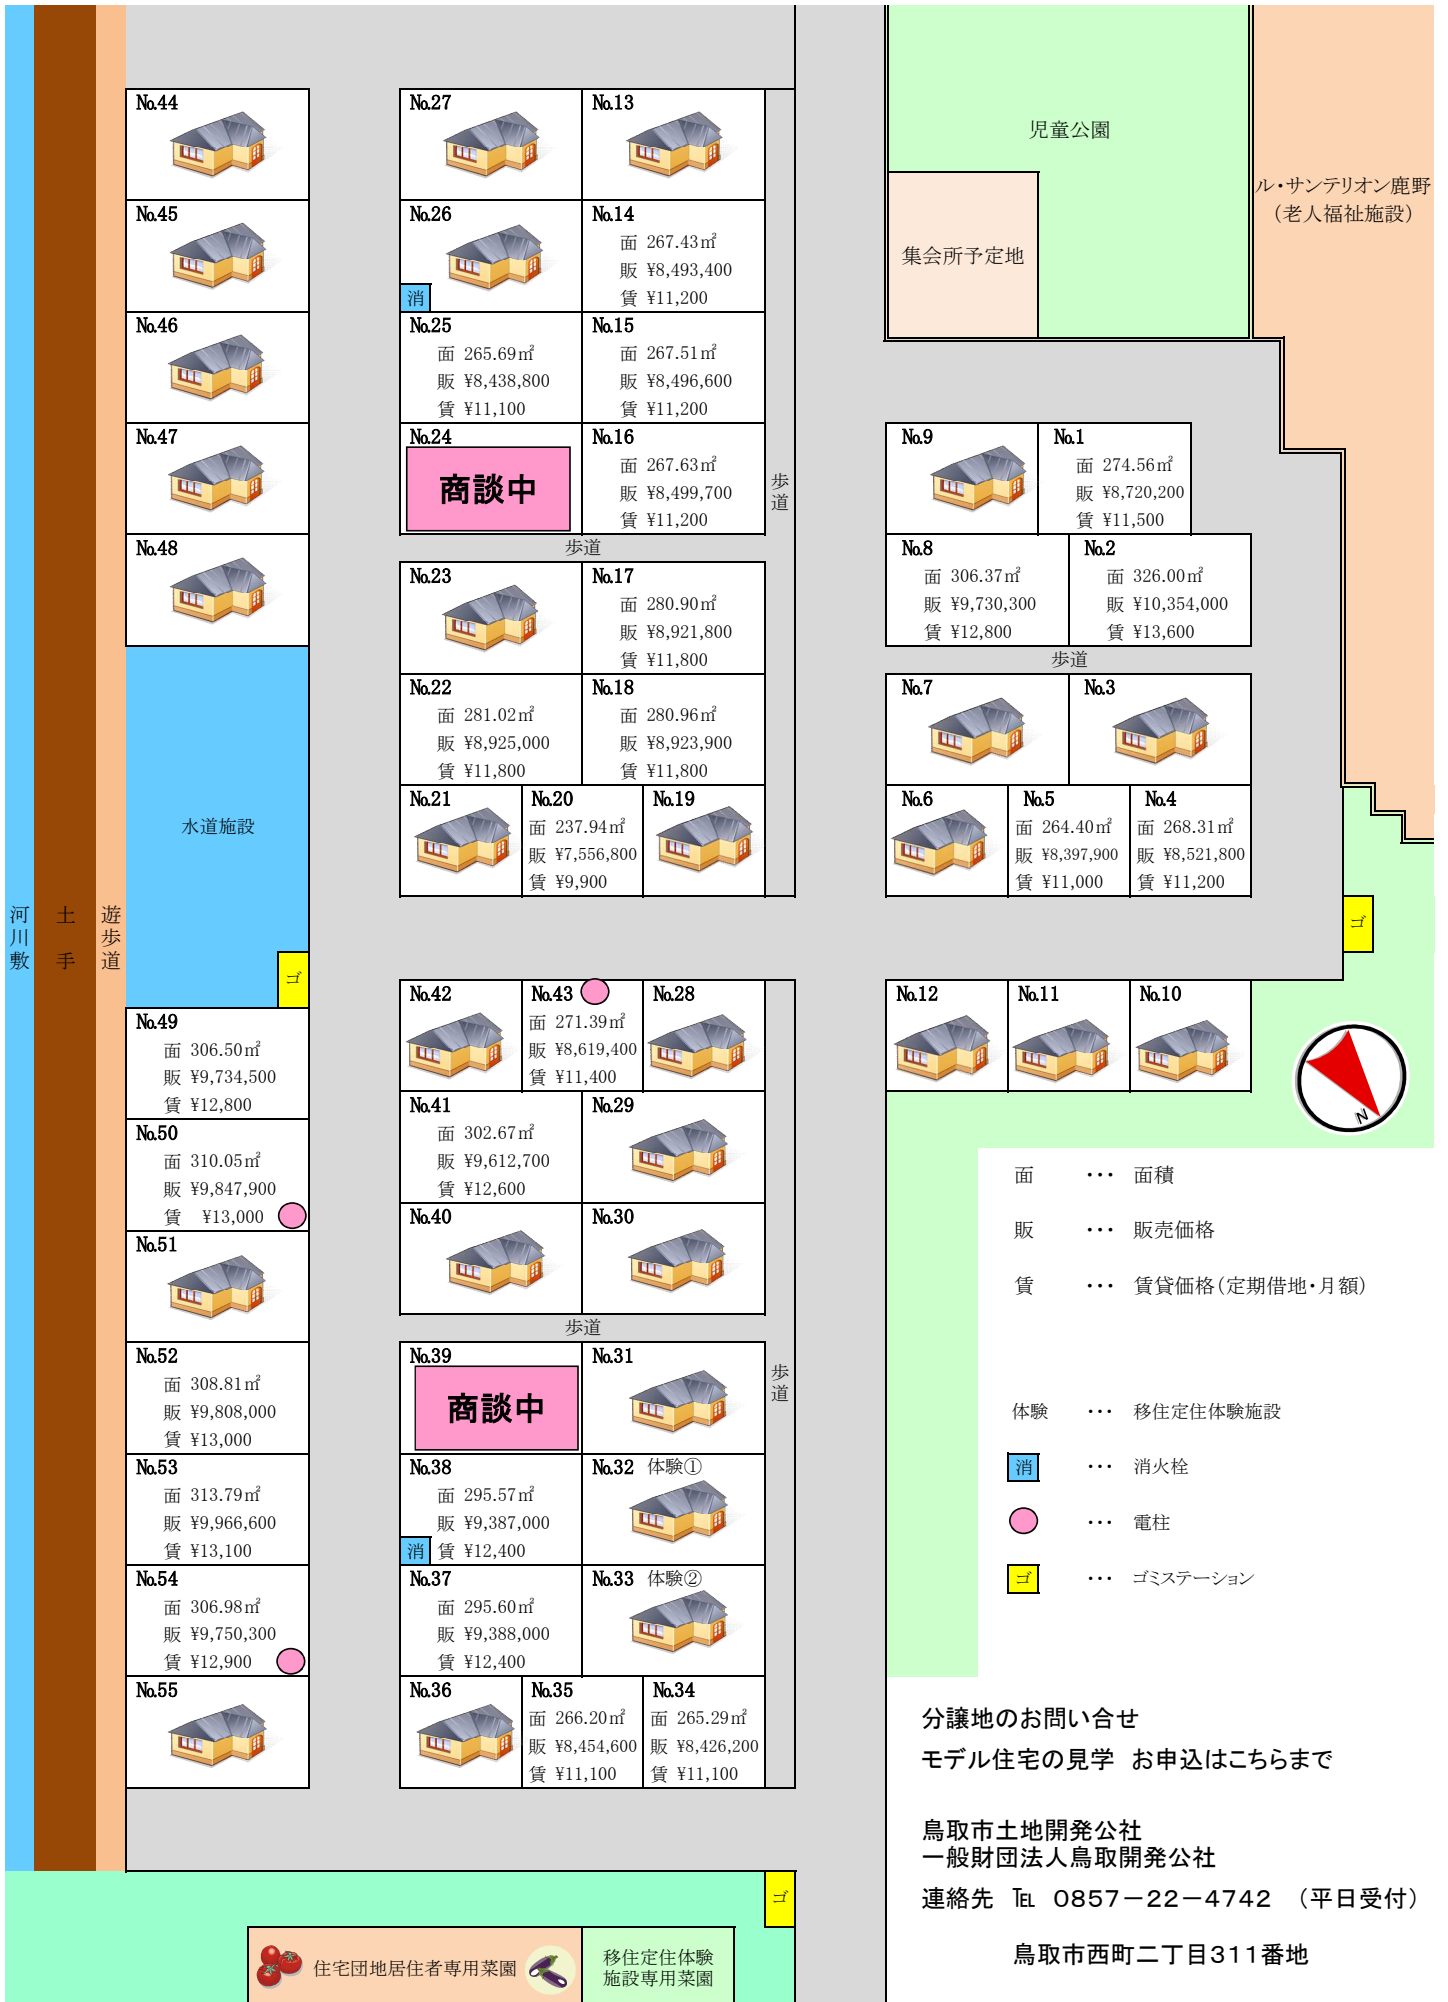 児童公園
ル・サンテリオン鹿野
（老人福祉施設）
集会所予定地
河川敷
土手
遊歩道
No.44
No.45
No.46
No.47
No.48
水道施設
ゴ
No.49
面 306.50㎡
販 ¥9,734,500
賃 ¥12,800
No.50
面 310.05㎡
販 ¥9,847,900
賃 ¥13,000
No.51
No.52
面 308.81㎡
販 ¥9,808,000
賃 ¥13,000
No.53
面 313.79㎡
販 ¥9,966,600
賃 ¥13,100
No.54
面 306.98㎡
販 ¥9,750,300
賃 ¥12,900
No.55
No.27
No.13
No.26
消
No.14
面 267.43㎡
販 ¥8,493,400
賃 ¥11,200
No.25
面 265.69㎡
販 ¥8,438,800
賃 ¥11,100
No.15
面 267.51㎡
販 ¥8,496,600
賃 ¥11,200
No.24
商談中
No.16
面 267.63㎡
販 ¥8,499,700
賃 ¥11,200
歩道
歩道
No.23
No.17
面 280.90㎡
販 ¥8,921,800
賃 ¥11,800
No.22
面 281.02㎡
販 ¥8,925,000
賃 ¥11,800
No.18
面 280.96㎡
販 ¥8,923,900
賃 ¥11,800
No.21
No.20
面 237.94㎡
販 ¥7,556,800
賃 ¥9,900
No.19
No.9
No.1
面 274.56㎡
販 ¥8,720,200
賃 ¥11,500
No.8
面 306.37㎡
販 ¥9,730,300
賃 ¥12,800
No.2
面 326.00㎡
販 ¥10,354,000
賃 ¥13,600
歩道
No.7
No.3
No.6
No.5
面 264.40㎡
販 ¥8,397,900
賃 ¥11,000
No.4
面 268.31㎡
販 ¥8,521,800
賃 ¥11,200
ゴ
No.42
No.43
面 271.39㎡
販 ¥8,619,400
賃 ¥11,400
No.28
No.41
面 302.67㎡
販 ¥9,612,700
賃 ¥12,600
No.29
No.40
No.30
歩道
歩道
No.39
商談中
No.31
No.38
面 295.57㎡
販 ¥9,387,000
消
賃 ¥12,400
No.32 体験①
No.37
面 295.60㎡
販 ¥9,388,000
賃 ¥12,400
No.33 体験②
No.36
No.35
面 266.20㎡
販 ¥8,454,600
賃 ¥11,100
No.34
面 265.29㎡
販 ¥8,426,200
賃 ¥11,100
No.12
No.11
No.10
N
面 … 面積
販 … 販売価格
賃 … 賃貸価格（定期借地・月額）
体験 … 移住定住体験施設
消 … 消火栓
… 電柱
ゴ … ゴミステーション
分譲地のお問い合せ
モデル住宅の見学 お申込はこちらまで
鳥取市土地開発公社
一般財団法人鳥取開発公社
連絡先 ℡ 0857－22－4742 （平日受付）
鳥取市西町二丁目311番地
ゴ
住宅団地居住者専用菜園
移住定住体験
施設専用菜園